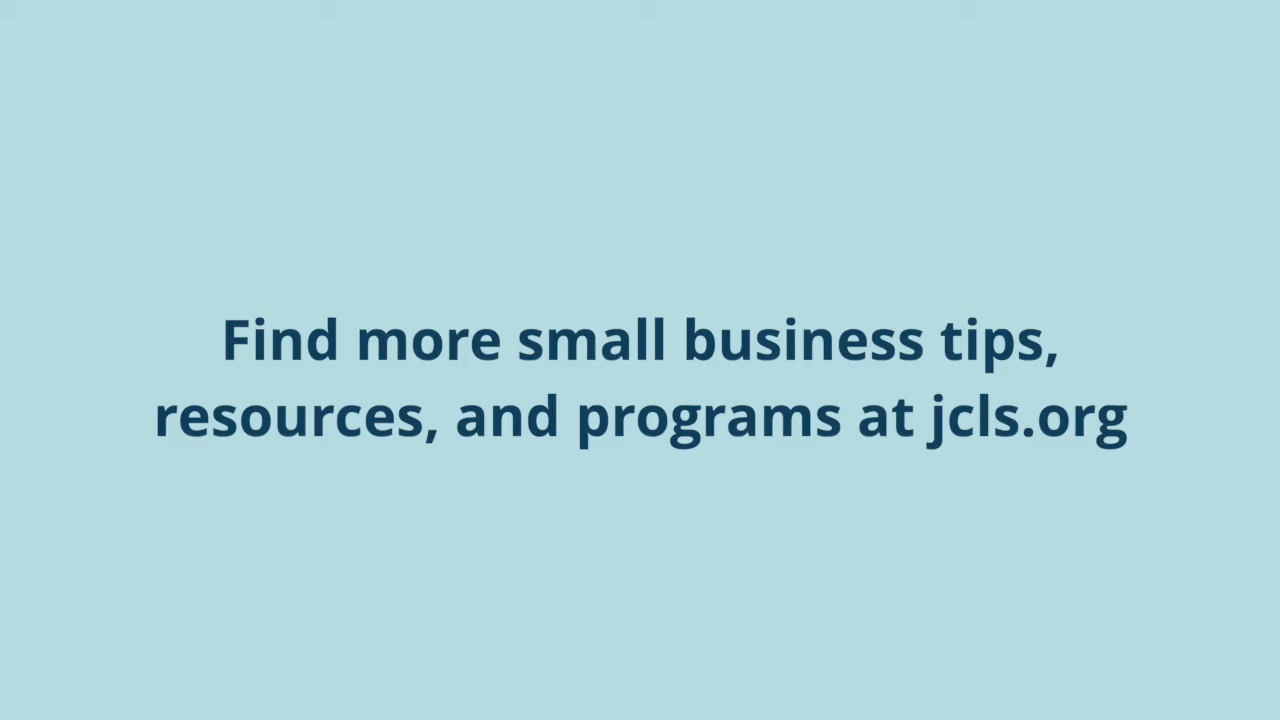 Find more small business tips,
resources, and programs at jcls.org